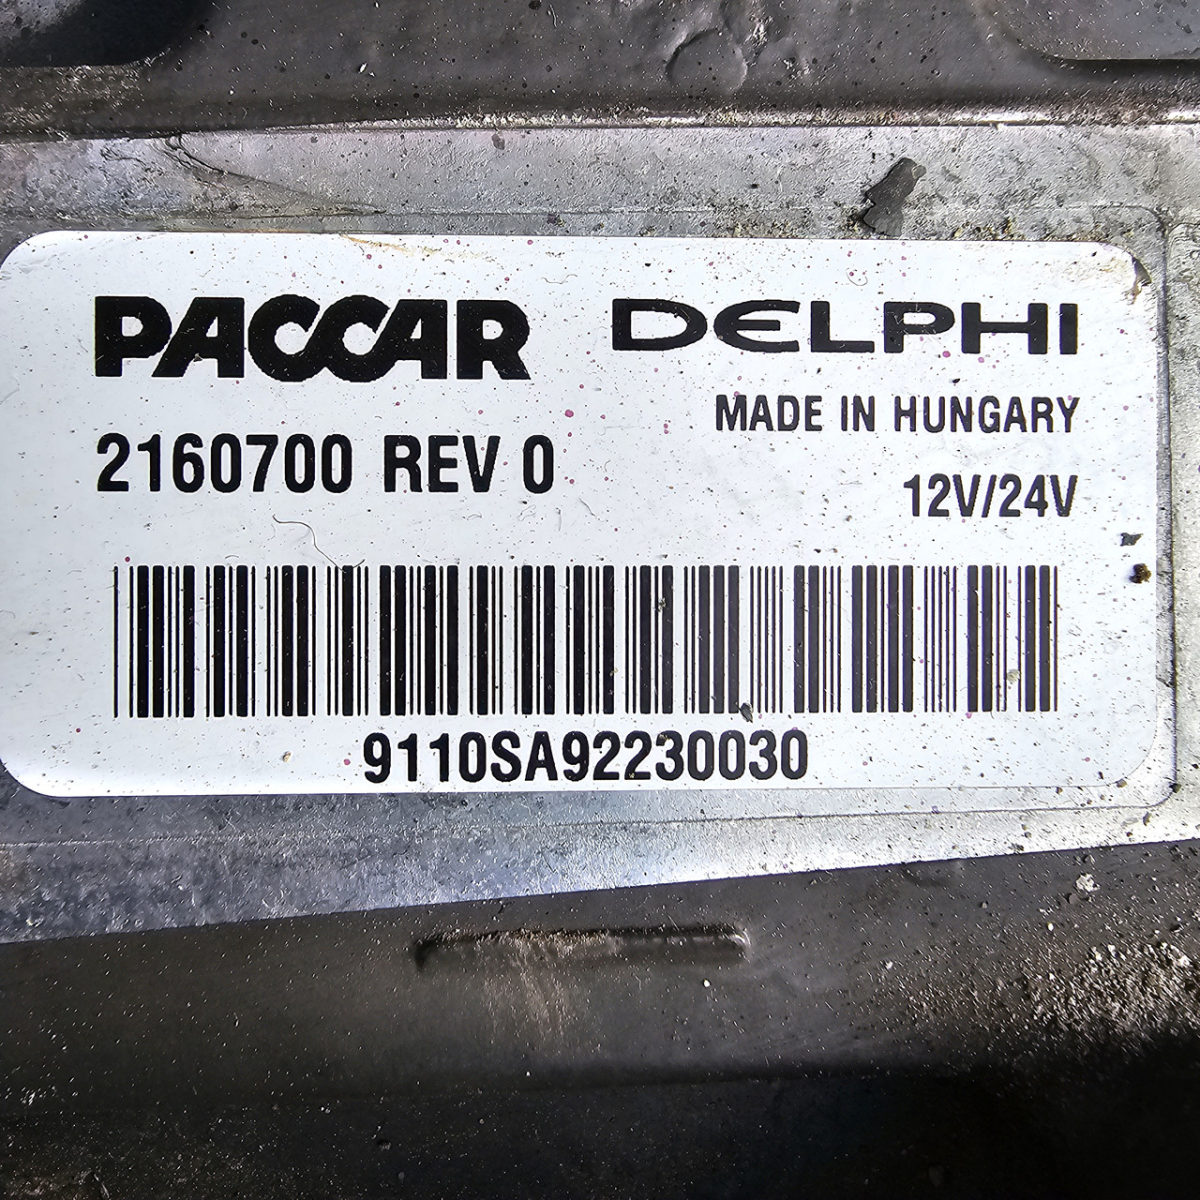 PACCAR DELPHI
MADE IN HUNGARY
2160700 REV 0
12V/24V
9110SA92230030